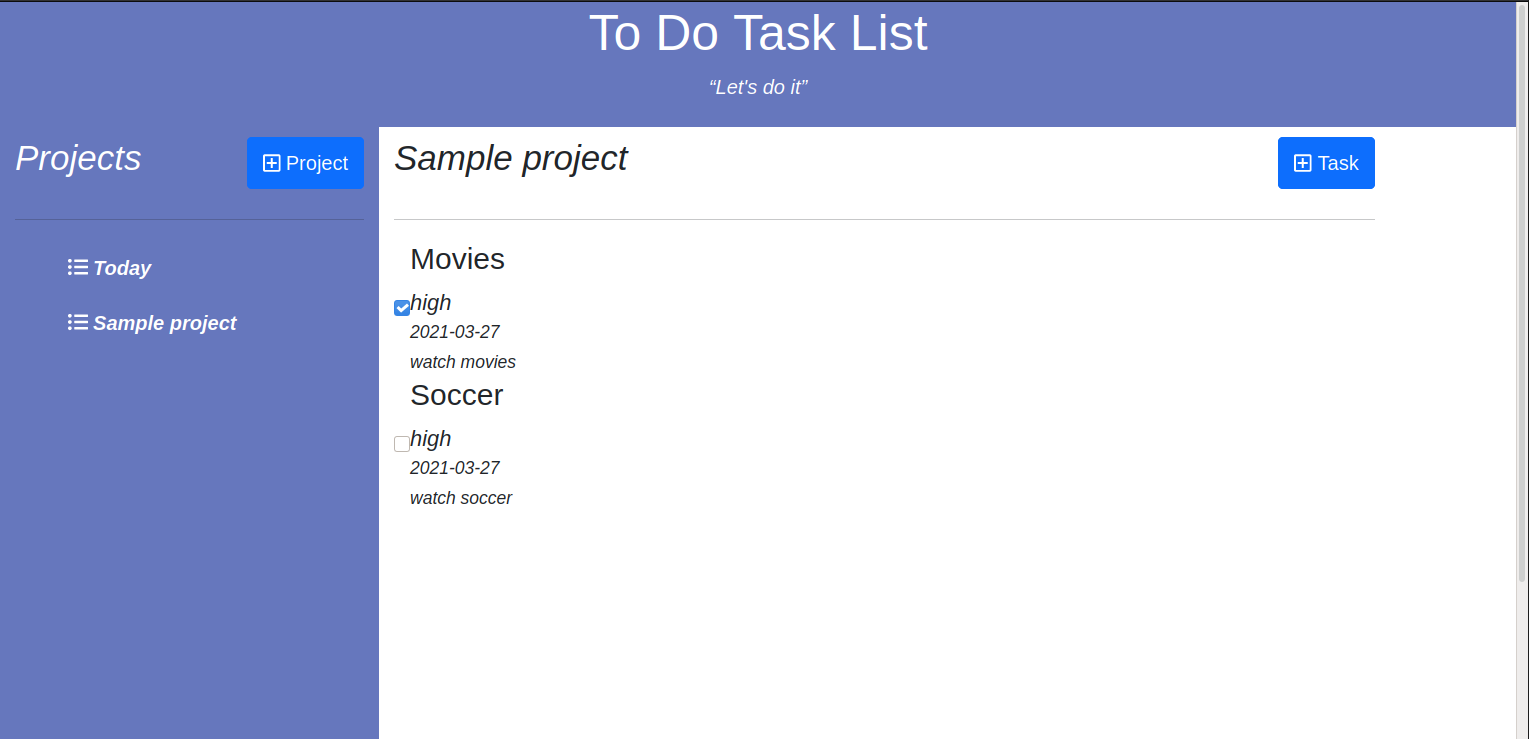 To Do Task List
“Let's do it”
Projects
Project
Today
Sample project
Sample project
Task
Movies
high
2021-03-27
watch movies
Soccer
high
2021-03-27
watch soccer